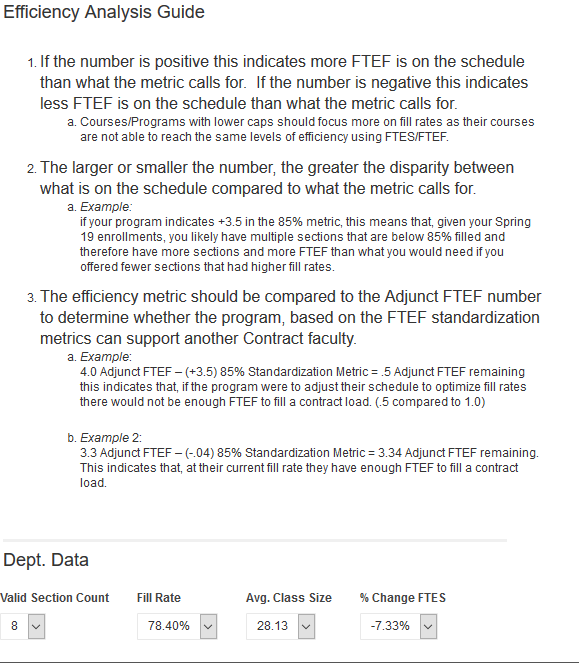 Efficiency Analysis Guide
1. If the number is positive this indicates more FTEF is on the schedule
than what the metric calls for. If the number is negative this indicates
less FTEF is on the schedule than what the metric calls for.
a. Courses/Programs with lower caps should focus more on fill rates as their courses
are not able to reach the same levels of efficiency using FTES/FTEF.
2. The larger or smaller the number, the greater the disparity between
what is on the schedule compared to what the metric calls for.
a. Example:
if your program indicates +3.5 in the 85% metric, this means that, given your Spring
19 enrollments, you likely have multiple sections that are below 85% filled and
therefore have more sections and more FTEF than what you would need if you
offered fewer sections that had higher fill rates.
3. The efficiency metric should be compared to the Adjunct FTEF number
to determine whether the program, based on the FTEF standardization
metrics can support another Contract faculty.
a. Example:
4.0 Adjunct FTEF – (+3.5) 85% Standardization Metric = .5 Adjunct FTEF remaining
this indicates that, if the program were to adjust their schedule to optimize fill rates
there would not be enough FTEF to fill a contract load. (.5 compared to 1.0)
b. Example 2:
3.3 Adjunct FTEF – (-.04) 85% Standardization Metric = 3.34 Adjunct FTEF remaining.
This indicates that, at their current fill rate they have enough FTEF to fill a contract
load.
Dept. Data
Valid Section Count Fill Rate Avg. Class Size % Change FTES
8 78.40% 28.13 -7.33%